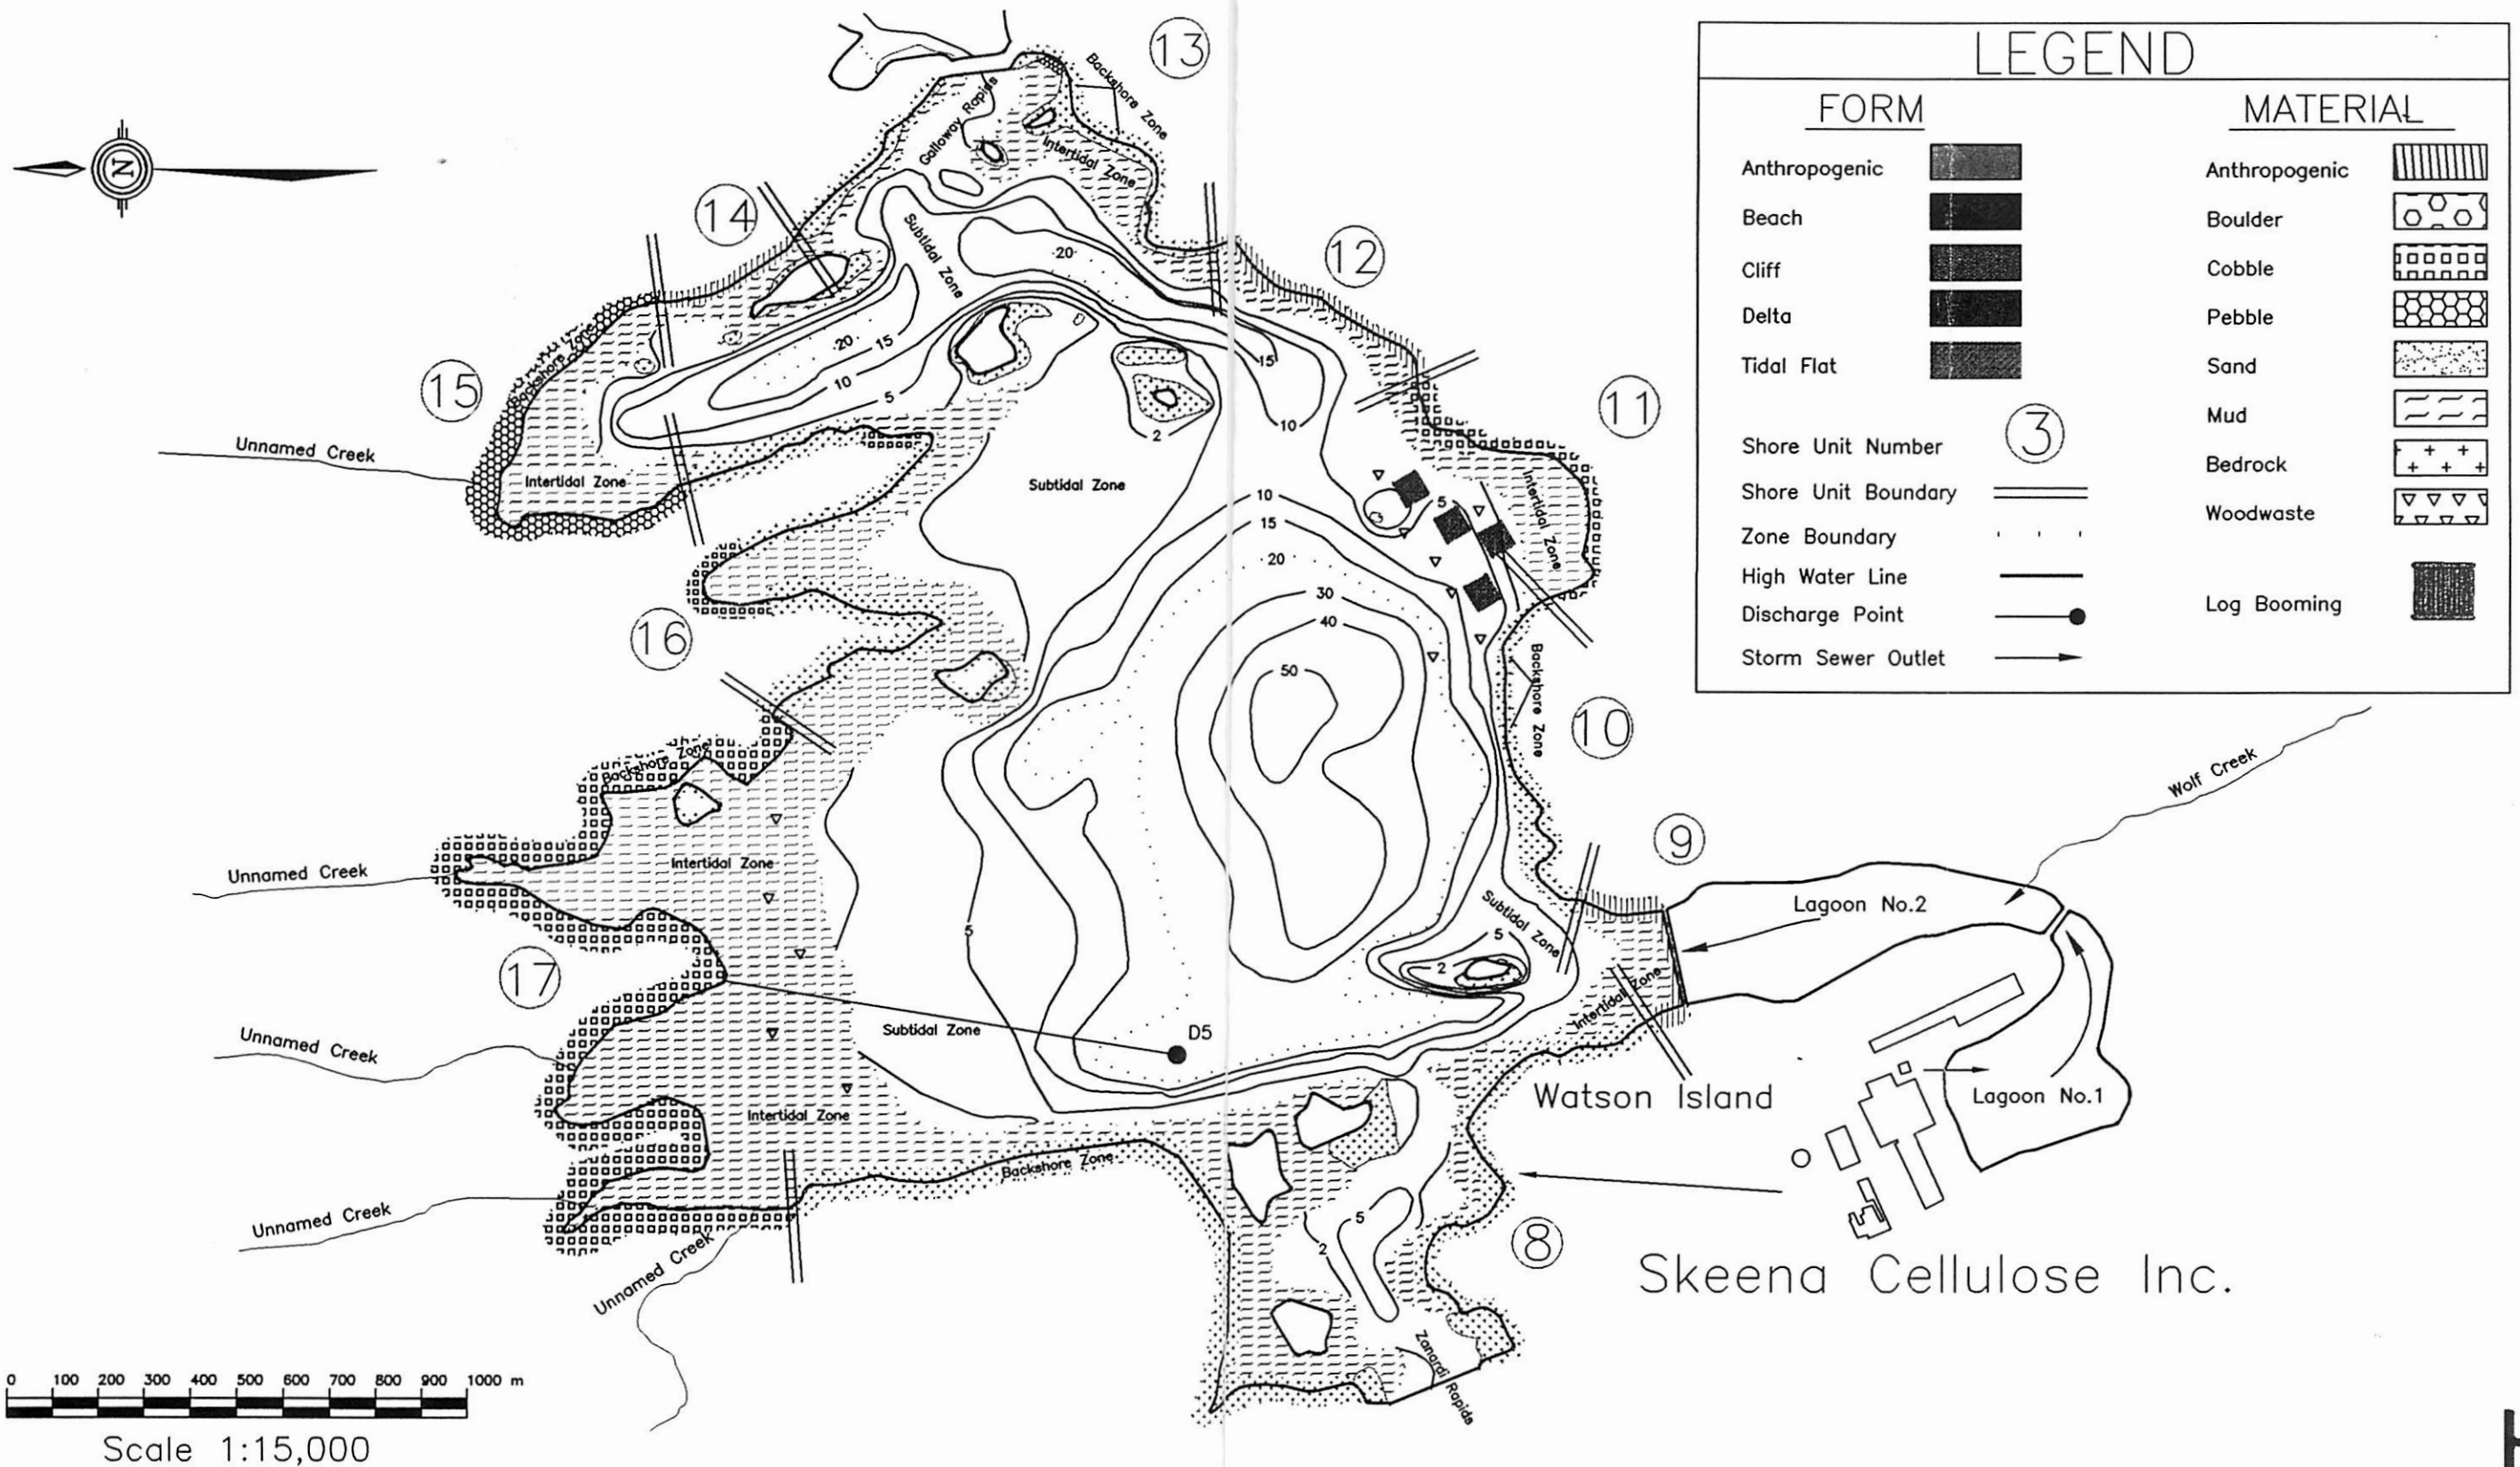 LEGEND
FORM
Anthropogenic
Beach
Cliff
Delta
Tidal Flat
Shore Unit Number
3
Shore Unit Boundary
Zone Boundary
High Water Line
Discharge Point
Storm Sewer Outlet
MATERIAL
Anthropogenic
Boulder
Cobble
Pebble
Sand
Mud
Bedrock
Woodwaste
Log Booming
N
13
Backshore Zone
Galloway Rapids
Intertidal Zone
14
Subtidal Zone
20
12
15
Backshore Zone
20
15
10
5
15
10
2
11
Unnamed Creek
Intertidal Zone
Subtidal Zone
10
15
20
30
40
50
5
Intertidal Zone
16
Backshore Zone
10
Backshore Zone
Wolf Creek
9
Intertidal Zone
Unnamed Creek
5
Subtidal Zone
5
2
Lagoon No.2
17
Intertidal Zone
Unnamed Creek
Subtidal Zone
D5
Watson Island
Lagoon No.1
Intertidal Zone
Backshore Zone
Unnamed Creek
Unnamed Creek
5
2
8
Skeena Cellulose Inc.
Zanardi Rapids
0 100 200 300 400 500 600 700 800 900 1000 m
Scale 1:15,000